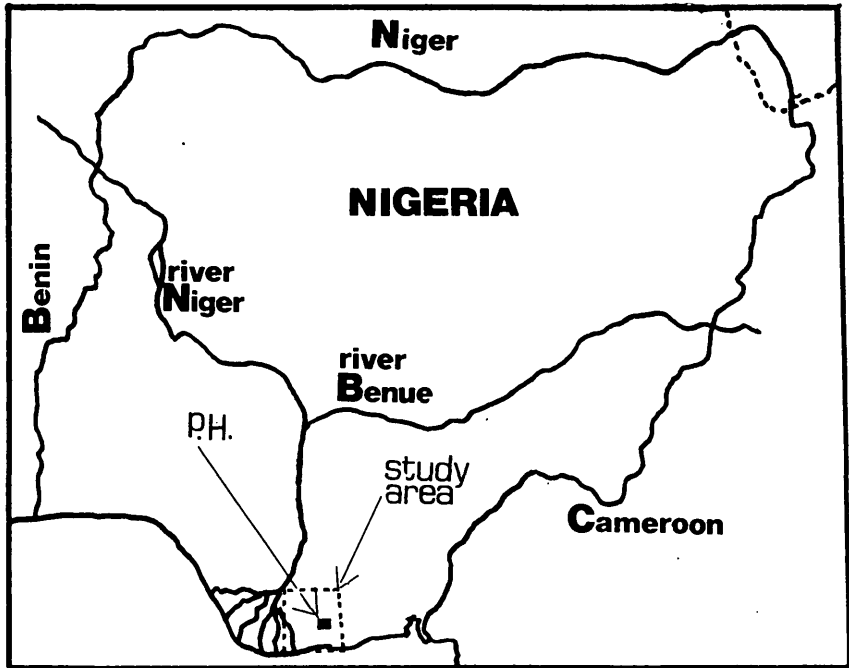 Niger
NIGERIA
Benin
river
Niger
river
Benue
P.H.
study
area
Cameroon